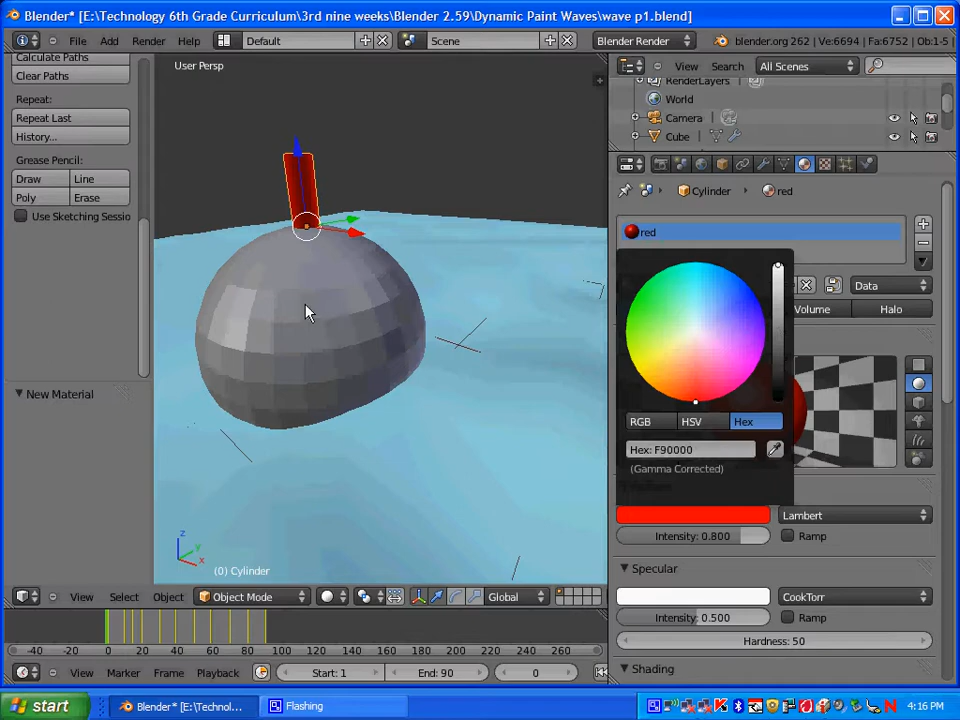 Blender* [E:\Technology 6th Grade Curriculum\3rd nine weeks\Blender 2.59\Dynamic Paint Waves\wave p1.blend]
File Add Render Help Default Scene Blender Render blender.org 262 | Ve:6694 | Fa:6752 | Ob:1-5
View Search All Scenes
RenderLayers
World
Camera
Cube
Calculate Paths
Clear Paths
Repeat:
Repeat Last
History...
Grease Pencil:
Draw Line
Poly Erase
Use Sketching Sessio
New Material
User Persp
z
y
x
(0) Cylinder
Cylinder red
red
Data
Volume Halo
RGB HSV Hex
Hex: F90000
(Gamma Corrected)
Lambert
Intensity: 0.800 Ramp
Specular
CookTorr
Intensity: 0.500 Ramp
Hardness: 50
Shading
View Select Object Object Mode Global
-40 -20 0 20 40 60 80 100 120 140 160 180 200 220 240 260
View Marker Frame Playback Start: 1 End: 90 0
start Blender* [E:\Technol... Flashing 4:16 PM